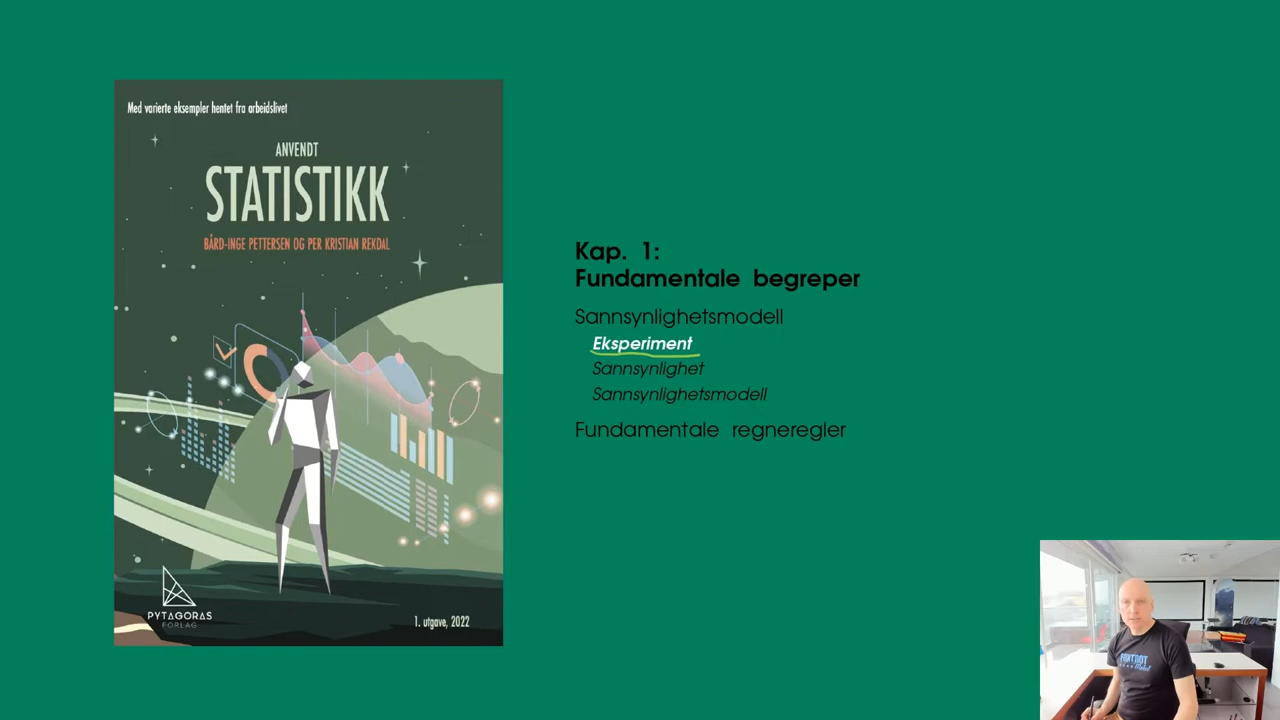 Med varierte eksempler hentet fra arbeidslivet
ANVENDT
STATISTIKK
BÅRD-INGE PETTERSEN OG PER KRISTIAN REKDAL
PYTAGORAS
FORLAG
1. utgave, 2022
Kap. 1:
Fundamentale begreper
Sannsynlighetsmodell
Eksperiment
Sannsynlighet
Sannsynlighetsmodell
Fundamentale regneregler